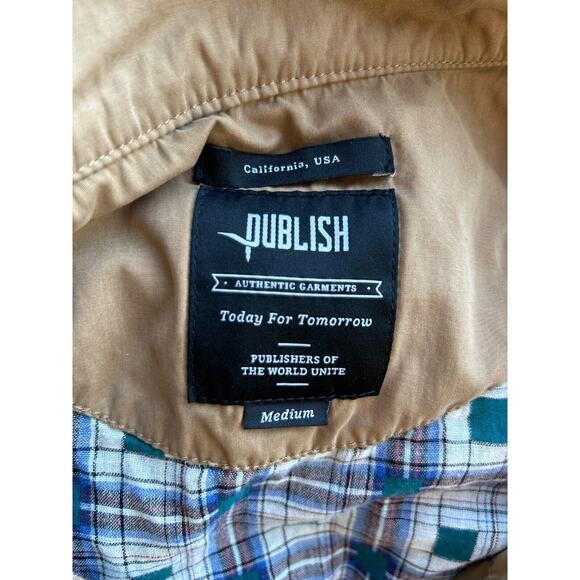 California, USA
PUBLISH
· AUTHENTIC GARMENTS ·
Today For Tomorrow
PUBLISHERS OF
THE WORLD UNITE
Medium